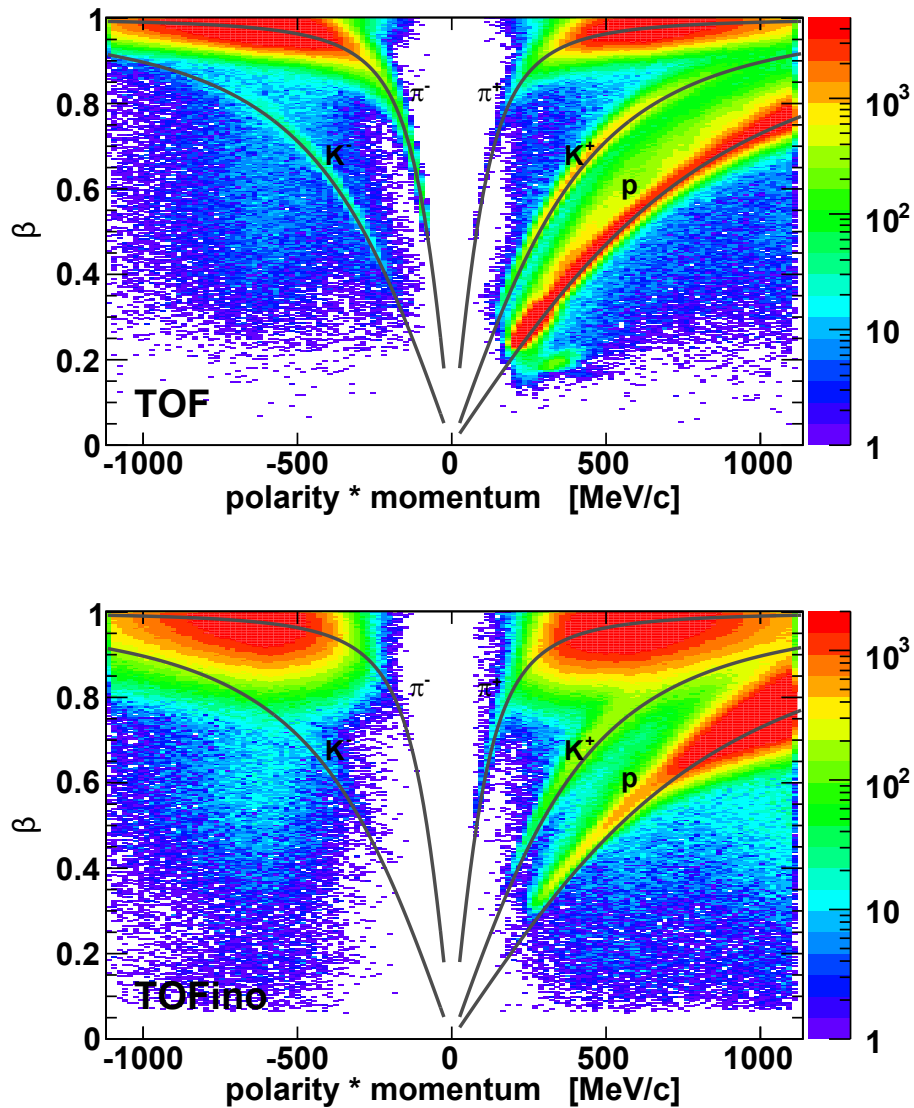 1
10³
0.8
π⁻
π⁺
K
K⁺
0.6
p
10²
β
0.4
10
0.2
TOF
0
1
-1000
-500
0
500
1000
polarity * momentum [MeV/c]
1
10³
0.8
π⁻
π⁺
K
K⁺
0.6
p
10²
β
0.4
10
0.2
TOFino
0
1
-1000
-500
0
500
1000
polarity * momentum [MeV/c]